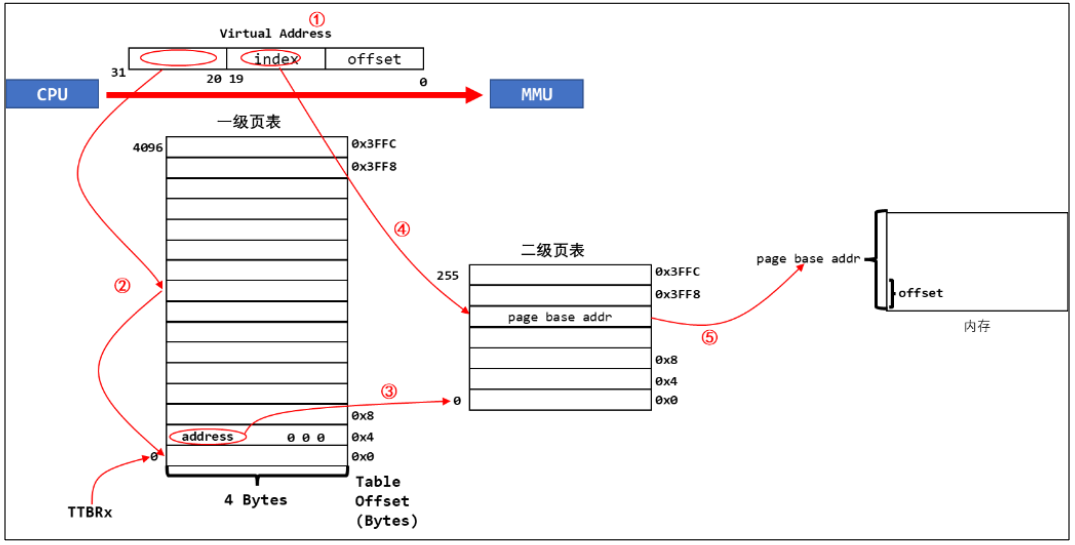 ①
Virtual Address
index offset
31 20 19 0
CPU MMU
一级页表
4096 0x3FFC
0x3FF8
④
二级页表
page base addr
255 0x3FFC
②
0x3FF8
offset
page base addr
内存
⑤
0x8
③
0x4
0 0x0
0x8
address 0 0 0 0x4
0 0x0
4 Bytes
Table
Offset
(Bytes)
TTBRx